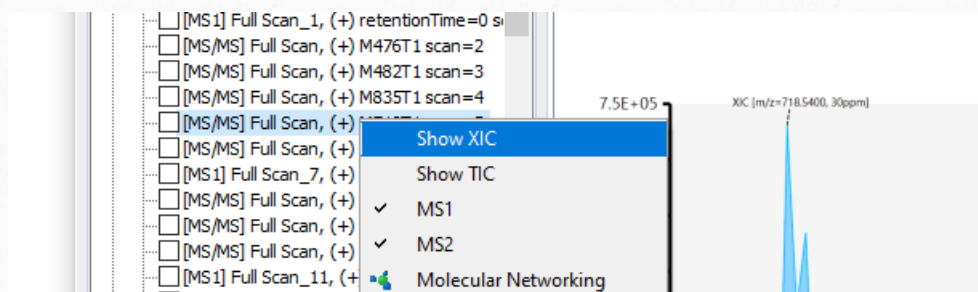 [MS1] Full Scan_1, (+) retentionTime=0
[MS/MS] Full Scan, (+) M476T1 scan=2
[MS/MS] Full Scan, (+) M482T1 scan=3
[MS/MS] Full Scan, (+) M835T1 scan=4
[MS/MS] Full Scan, (+)
[MS/MS] Full Scan, (+)
[MS1] Full Scan_7, (+)
[MS/MS] Full Scan, (+)
[MS/MS] Full Scan, (+)
[MS/MS] Full Scan, (+)
[MS1] Full Scan_11, (+
Show XIC
Show TIC
MS1
MS2
Molecular Networking
7.5E+05
XIC [m/z=718.5400, 30ppm]